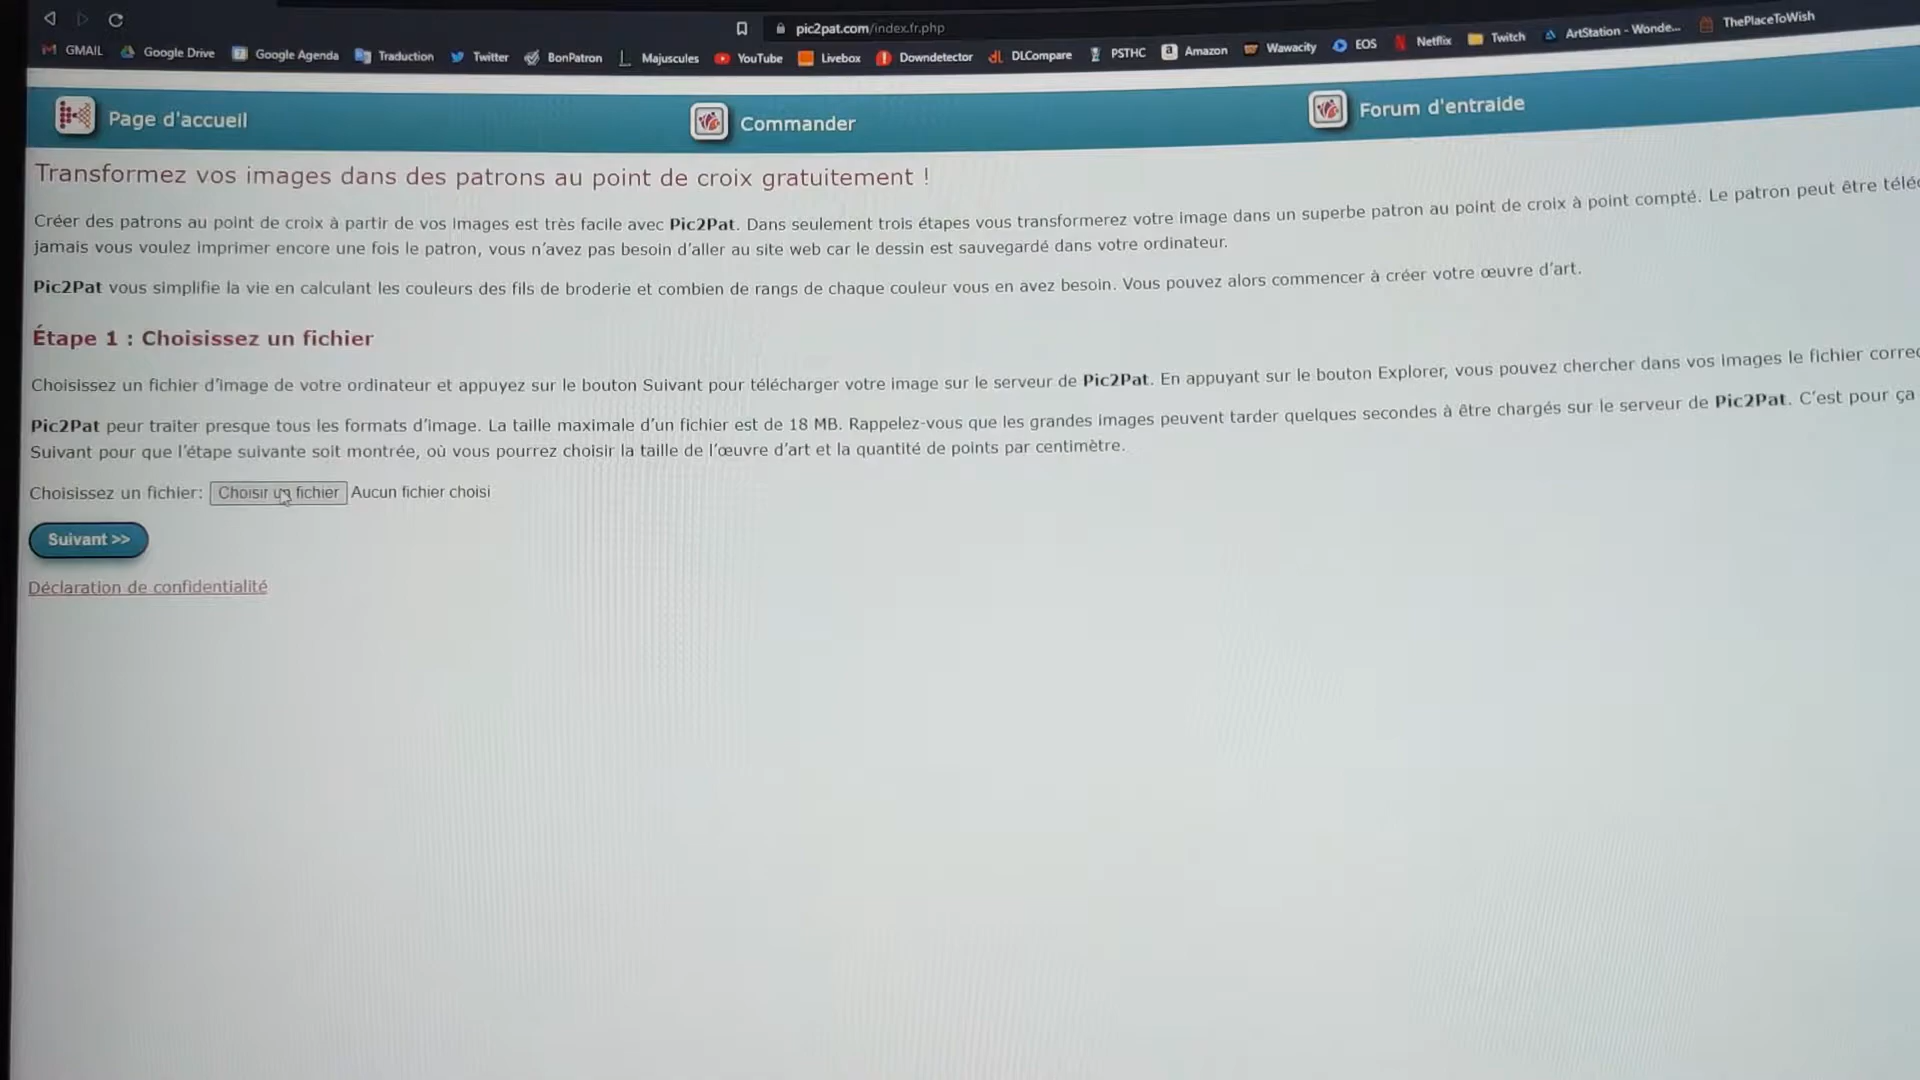 pic2pat.com/index.fr.php
GMAIL Google Drive Google Agenda Traduction Twitter BonPatron Majuscules YouTube Livebox Downdetector DLCompare PSTHC Amazon Wawacity EOS Netflix Twitch ArtStation - Wonde... ThePlaceToWish
Page d'accueil Commander Forum d'entraide
Transformez vos images dans des patrons au point de croix gratuitement !
Créer des patrons au point de croix à partir de vos images est très facile avec Pic2Pat. Dans seulement trois étapes vous transformerez votre image dans un superbe patron au point de croix à point compté. Le patron peut être télé
jamais vous voulez imprimer encore une fois le patron, vous n'avez pas besoin d'aller au site web car le dessin est sauvegardé dans votre ordinateur.
Pic2Pat vous simplifie la vie en calculant les couleurs des fils de broderie et combien de rangs de chaque couleur vous en avez besoin. Vous pouvez alors commencer à créer votre œuvre d'art.
Étape 1 : Choisissez un fichier
Choisissez un fichier d'image de votre ordinateur et appuyez sur le bouton Suivant pour télécharger votre image sur le serveur de Pic2Pat. En appuyant sur le bouton Explorer, vous pouvez chercher dans vos images le fichier corre
Pic2Pat peur traiter presque tous les formats d'image. La taille maximale d'un fichier est de 18 MB. Rappelez-vous que les grandes images peuvent tarder quelques secondes à être chargés sur le serveur de Pic2Pat. C'est pour ça
Suivant pour que l'étape suivante soit montrée, où vous pourrez choisir la taille de l'œuvre d'art et la quantité de points par centimètre.
Choisissez un fichier: Choisir un fichier Aucun fichier choisi
Suivant >>
Déclaration de confidentialité